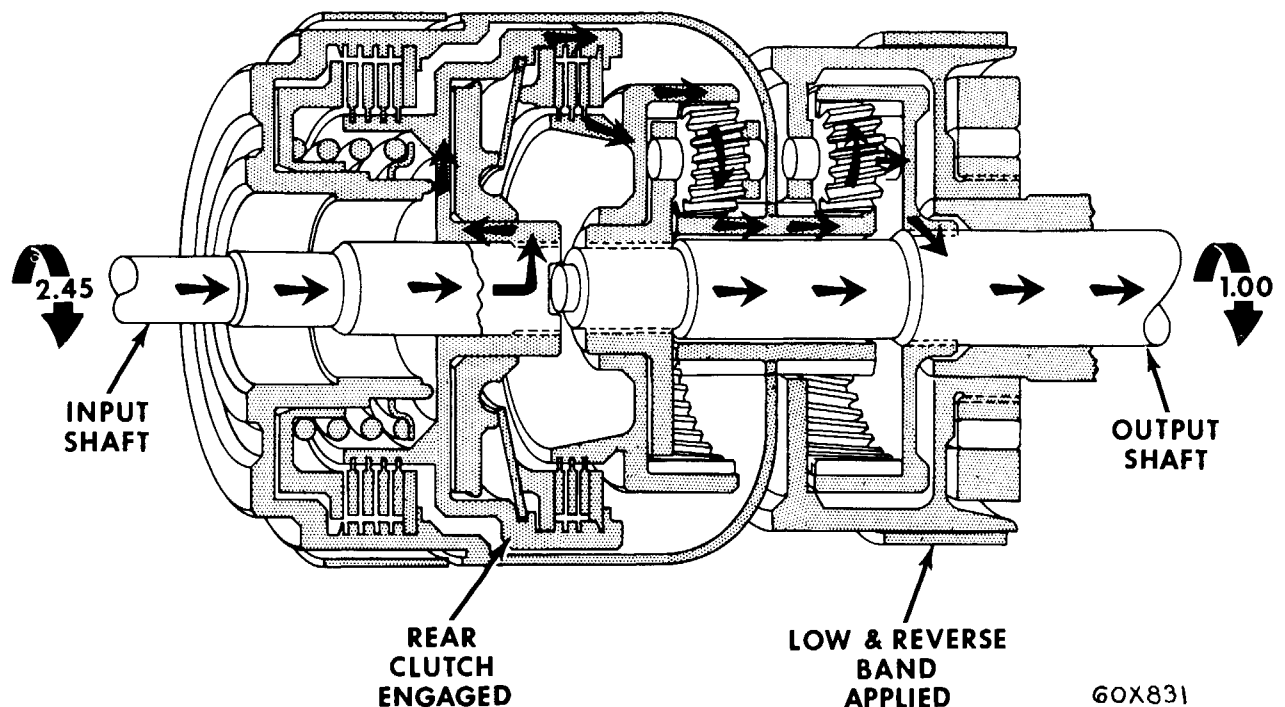 2.45
1.00
INPUT
SHAFT
OUTPUT
SHAFT
REAR
CLUTCH
ENGAGED
LOW & REVERSE
BAND
APPLIED
60X831